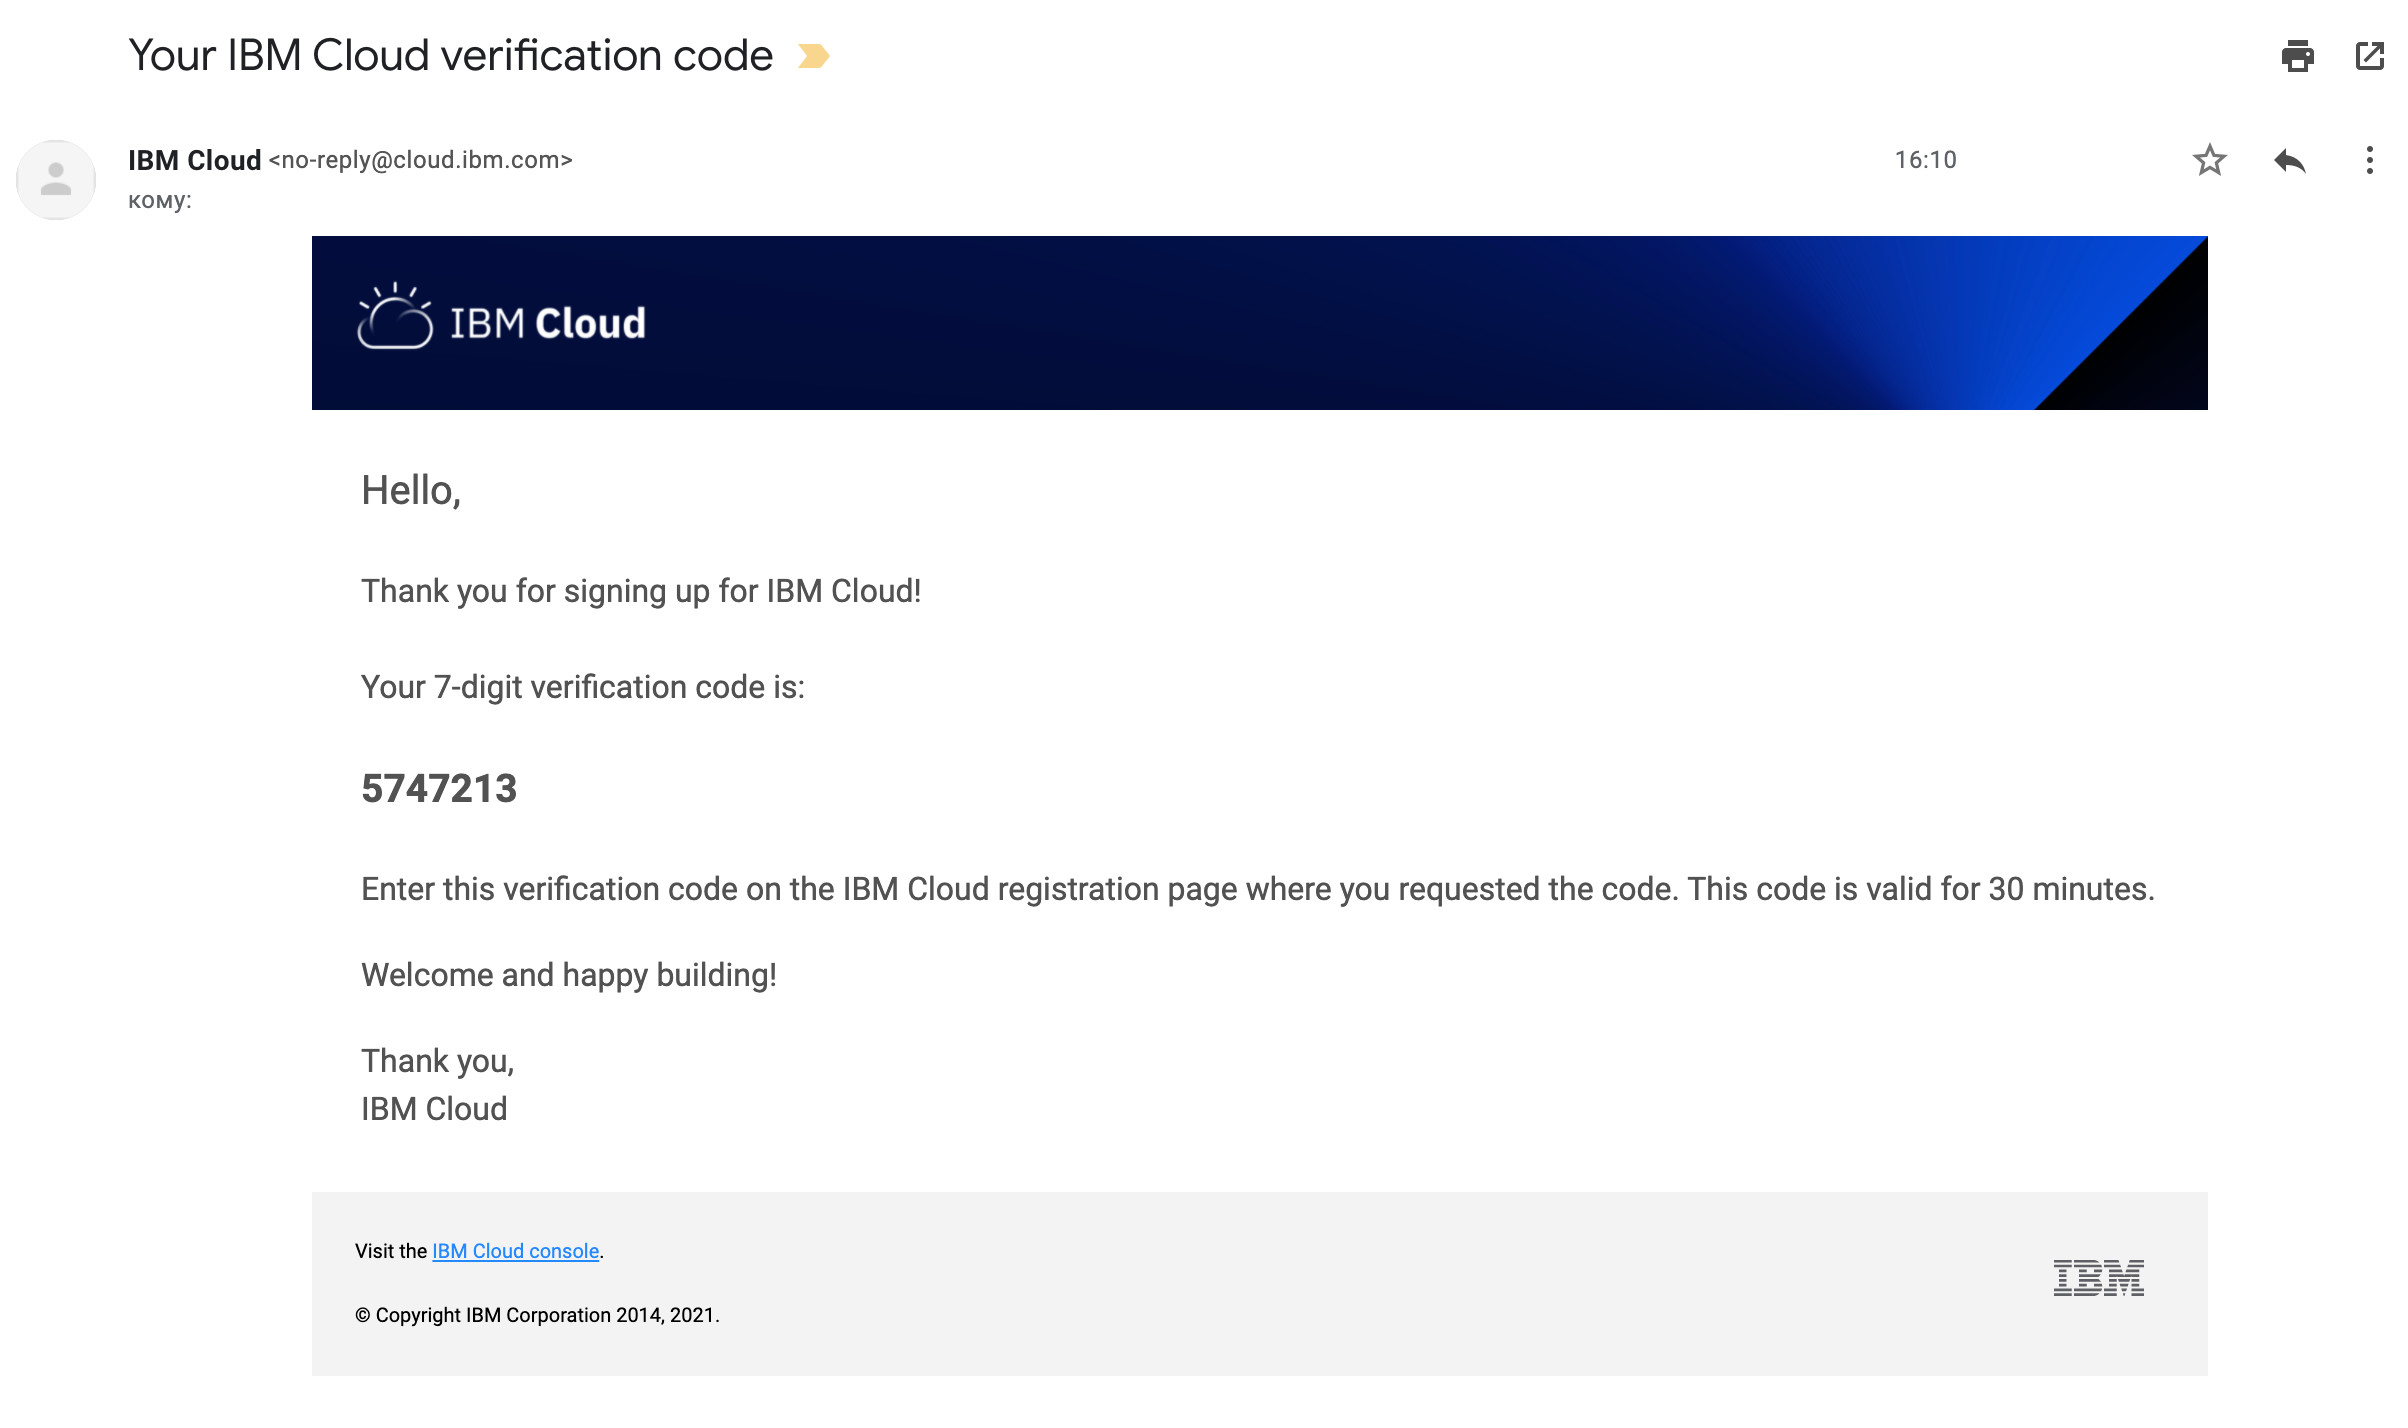 Your IBM Cloud verification code
IBM Cloud <no-reply@cloud.ibm.com>
16:10
кому:
IBM Cloud
Hello,
Thank you for signing up for IBM Cloud!
Your 7-digit verification code is:
5747213
Enter this verification code on the IBM Cloud registration page where you requested the code. This code is valid for 30 minutes.
Welcome and happy building!
Thank you,
IBM Cloud
Visit the IBM Cloud console.
IBM
© Copyright IBM Corporation 2014, 2021.